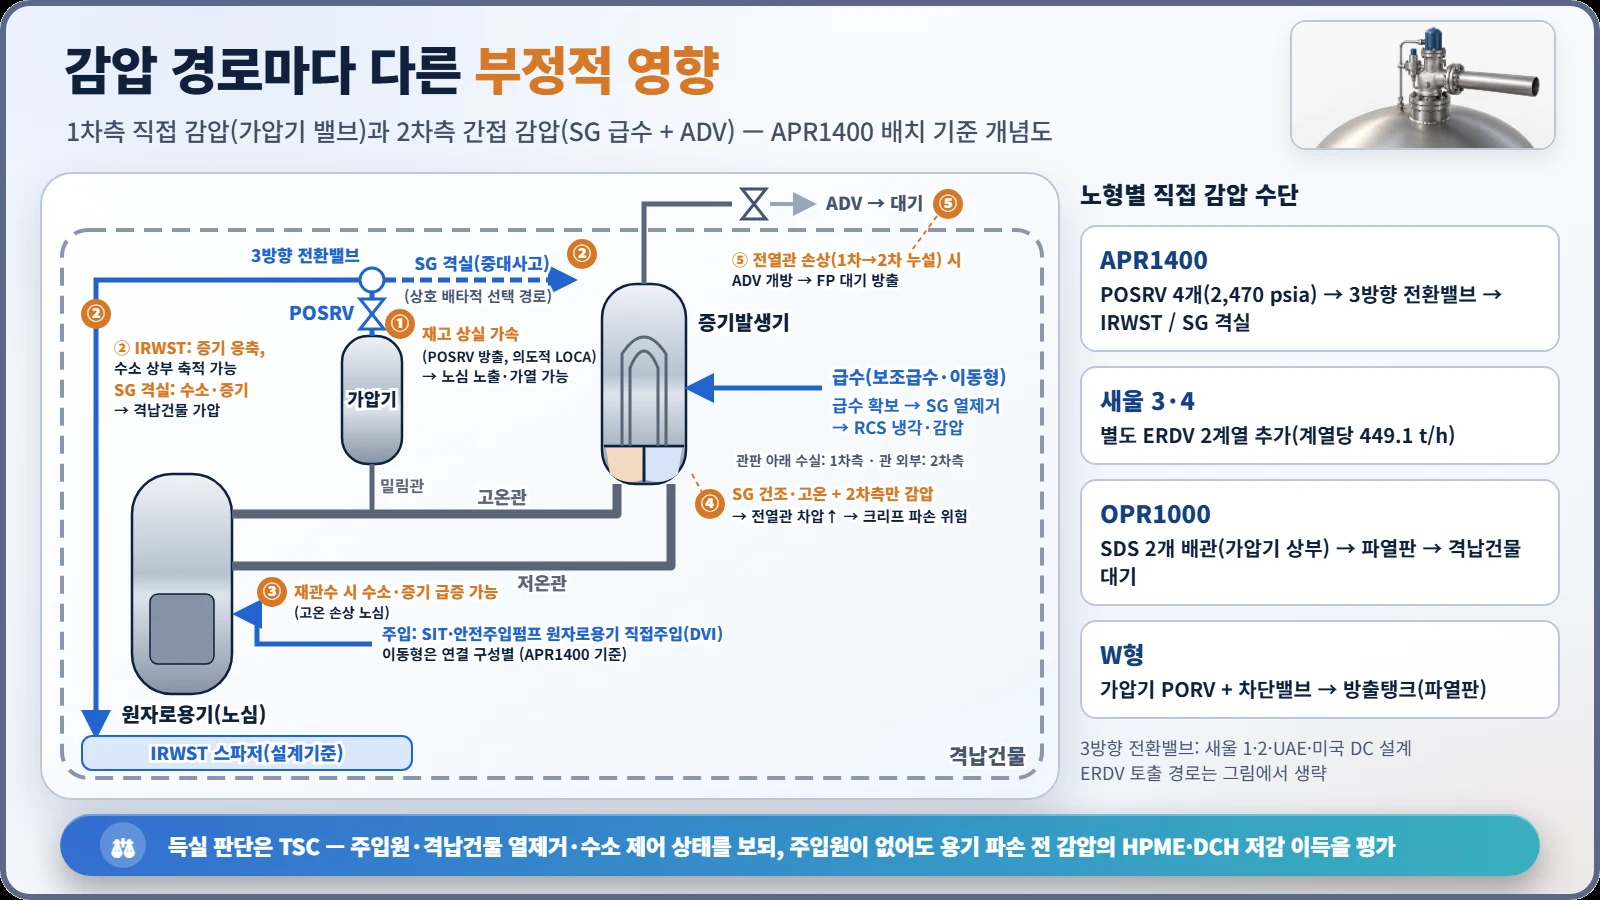 감압 경로마다 다른 부정적 영향
1차측 직접 감압(가압기 밸브)과 2차측 간접 감압(SG 급수 + ADV) — APR1400 배치 기준 개념도
ADV → 대기 ⑤
3방향 전환밸브
SG 격실(중대사고)
②
(상호 배타적 선택 경로)
⑤ 전열관 손상(1차→2차 누설) 시
ADV 개방 → FP 대기 방출
②
POSRV
①
재고 상실 가속
(POSRV 방출, 의도적 LOCA)
→ 노심 노출·가열 가능
증기발생기
② IRWST: 증기 응축,
수소 상부 축적 가능
SG 격실: 수소·증기
→ 격납건물 가압
가압기
급수(보조급수·이동형)
급수 확보 → SG 열제거
→ RCS 냉각·감압
관판 아래 수실: 1차측 · 관 외부: 2차측
밀림관
고온관
④
SG 건조·고온 + 2차측만 감압
→ 전열관 차압↑ → 크리프 파손 위험
저온관
③
재관수 시 수소·증기 급증 가능
(고온 손상 노심)
주입: SIT·안전주입펌프 원자로용기 직접주입(DVI)
이동형은 연결 구성별 (APR1400 기준)
원자로용기(노심)
IRWST 스파저(설계기준)
격납건물
노형별 직접 감압 수단
APR1400
POSRV 4개(2,470 psia) → 3방향 전환밸브 →
IRWST / SG 격실
새울 3·4
별도 ERDV 2계열 추가(계열당 449.1 t/h)
OPR1000
SDS 2개 배관(가압기 상부) → 파열판 → 격납건물
대기
W형
가압기 PORV + 차단밸브 → 방출탱크(파열판)
3방향 전환밸브: 새울 1·2·UAE·미국 DC 설계
ERDV 토출 경로는 그림에서 생략
득실 판단은 TSC — 주입원·격납건물 열제거·수소 제어 상태를 보되, 주입원이 없어도 용기 파손 전 감압의 HPME·DCH 저감 이득을 평가